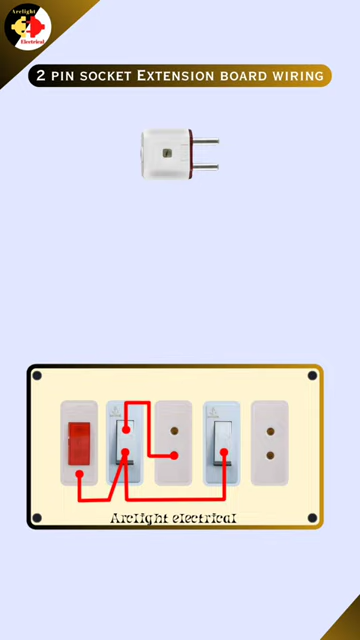 Arclight
Electrical
2 PIN SOCKET EXTENSION BOARD WIRING
Arclight electrical